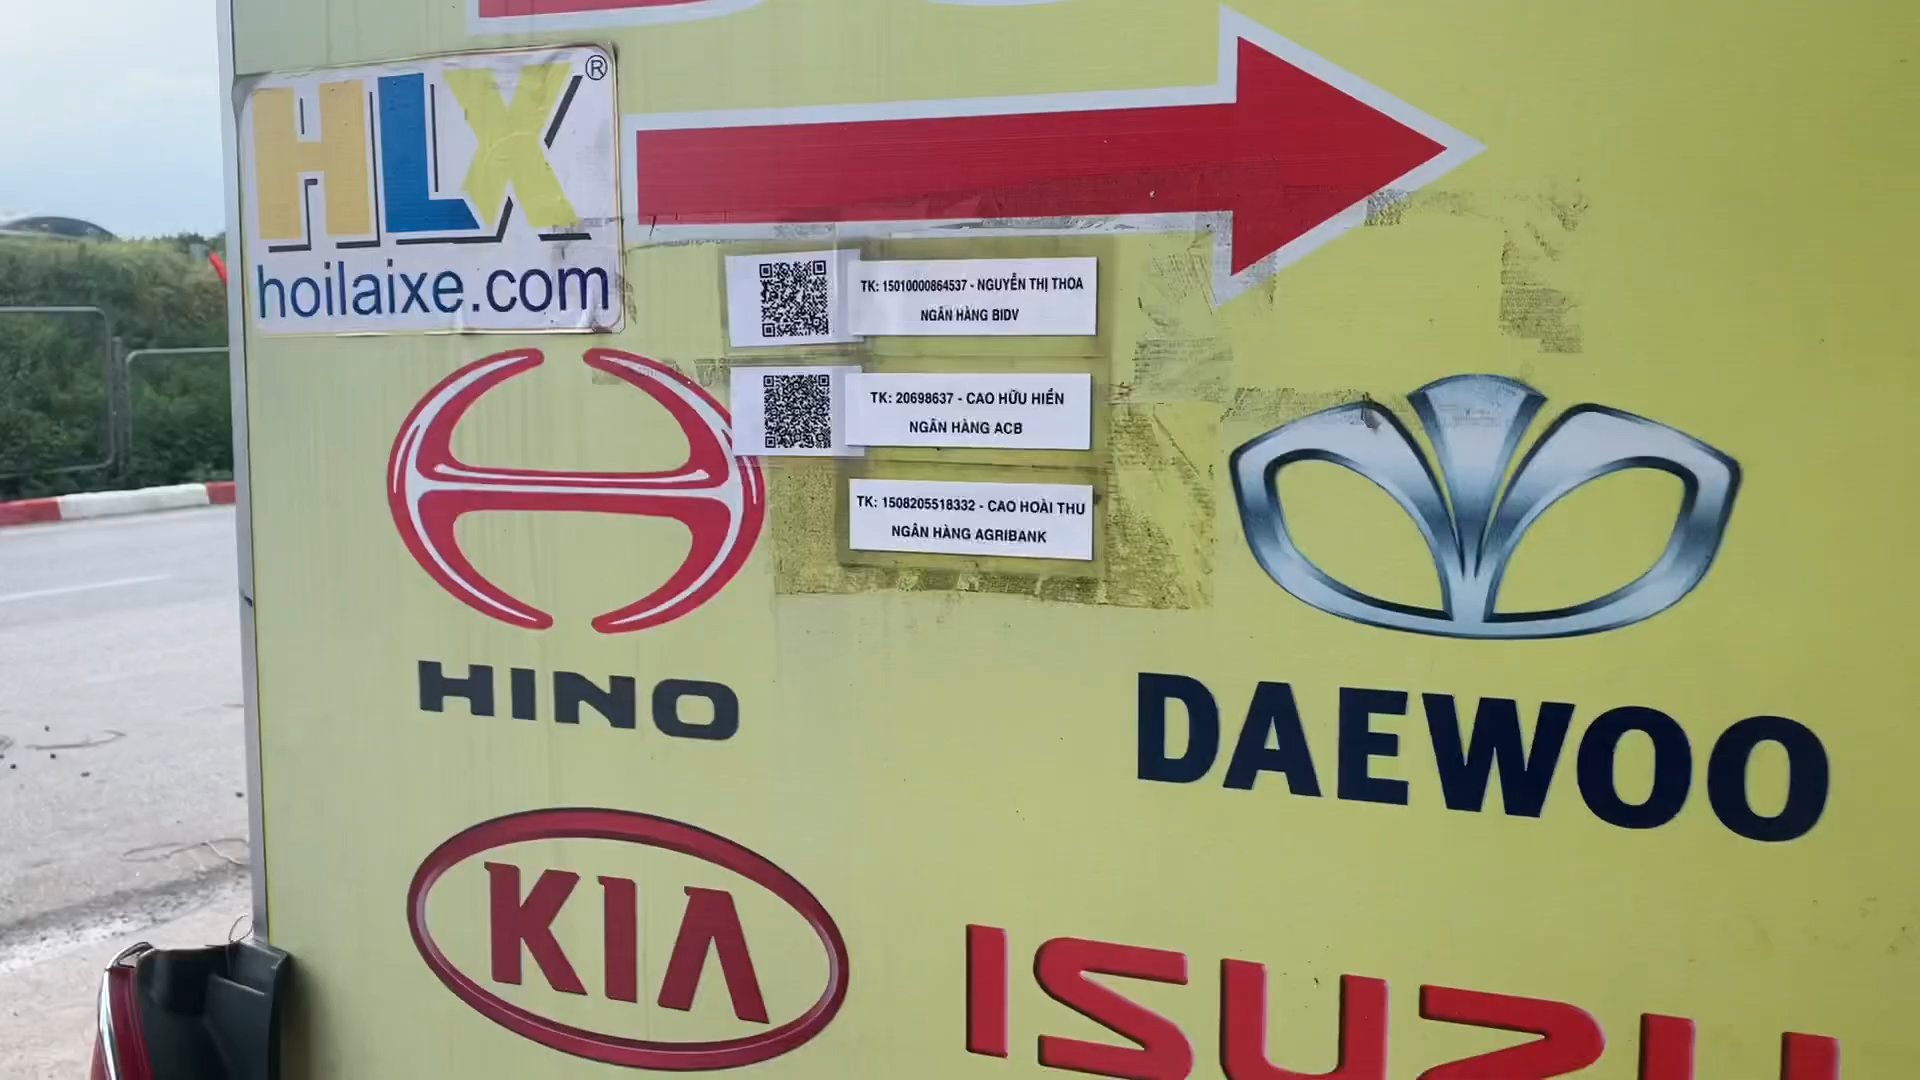 HLX®
hoilaixe.com
TK: 15010000864537 - NGUYỄN THỊ THOA
NGÂN HÀNG BIDV
TK: 20698637 - CAO HỮU HIỀN
NGÂN HÀNG ACB
TK: 1508205518332 - CAO HOÀI THU
NGÂN HÀNG AGRIBANK
HINO
DAEWOO
KIA
ISUZU